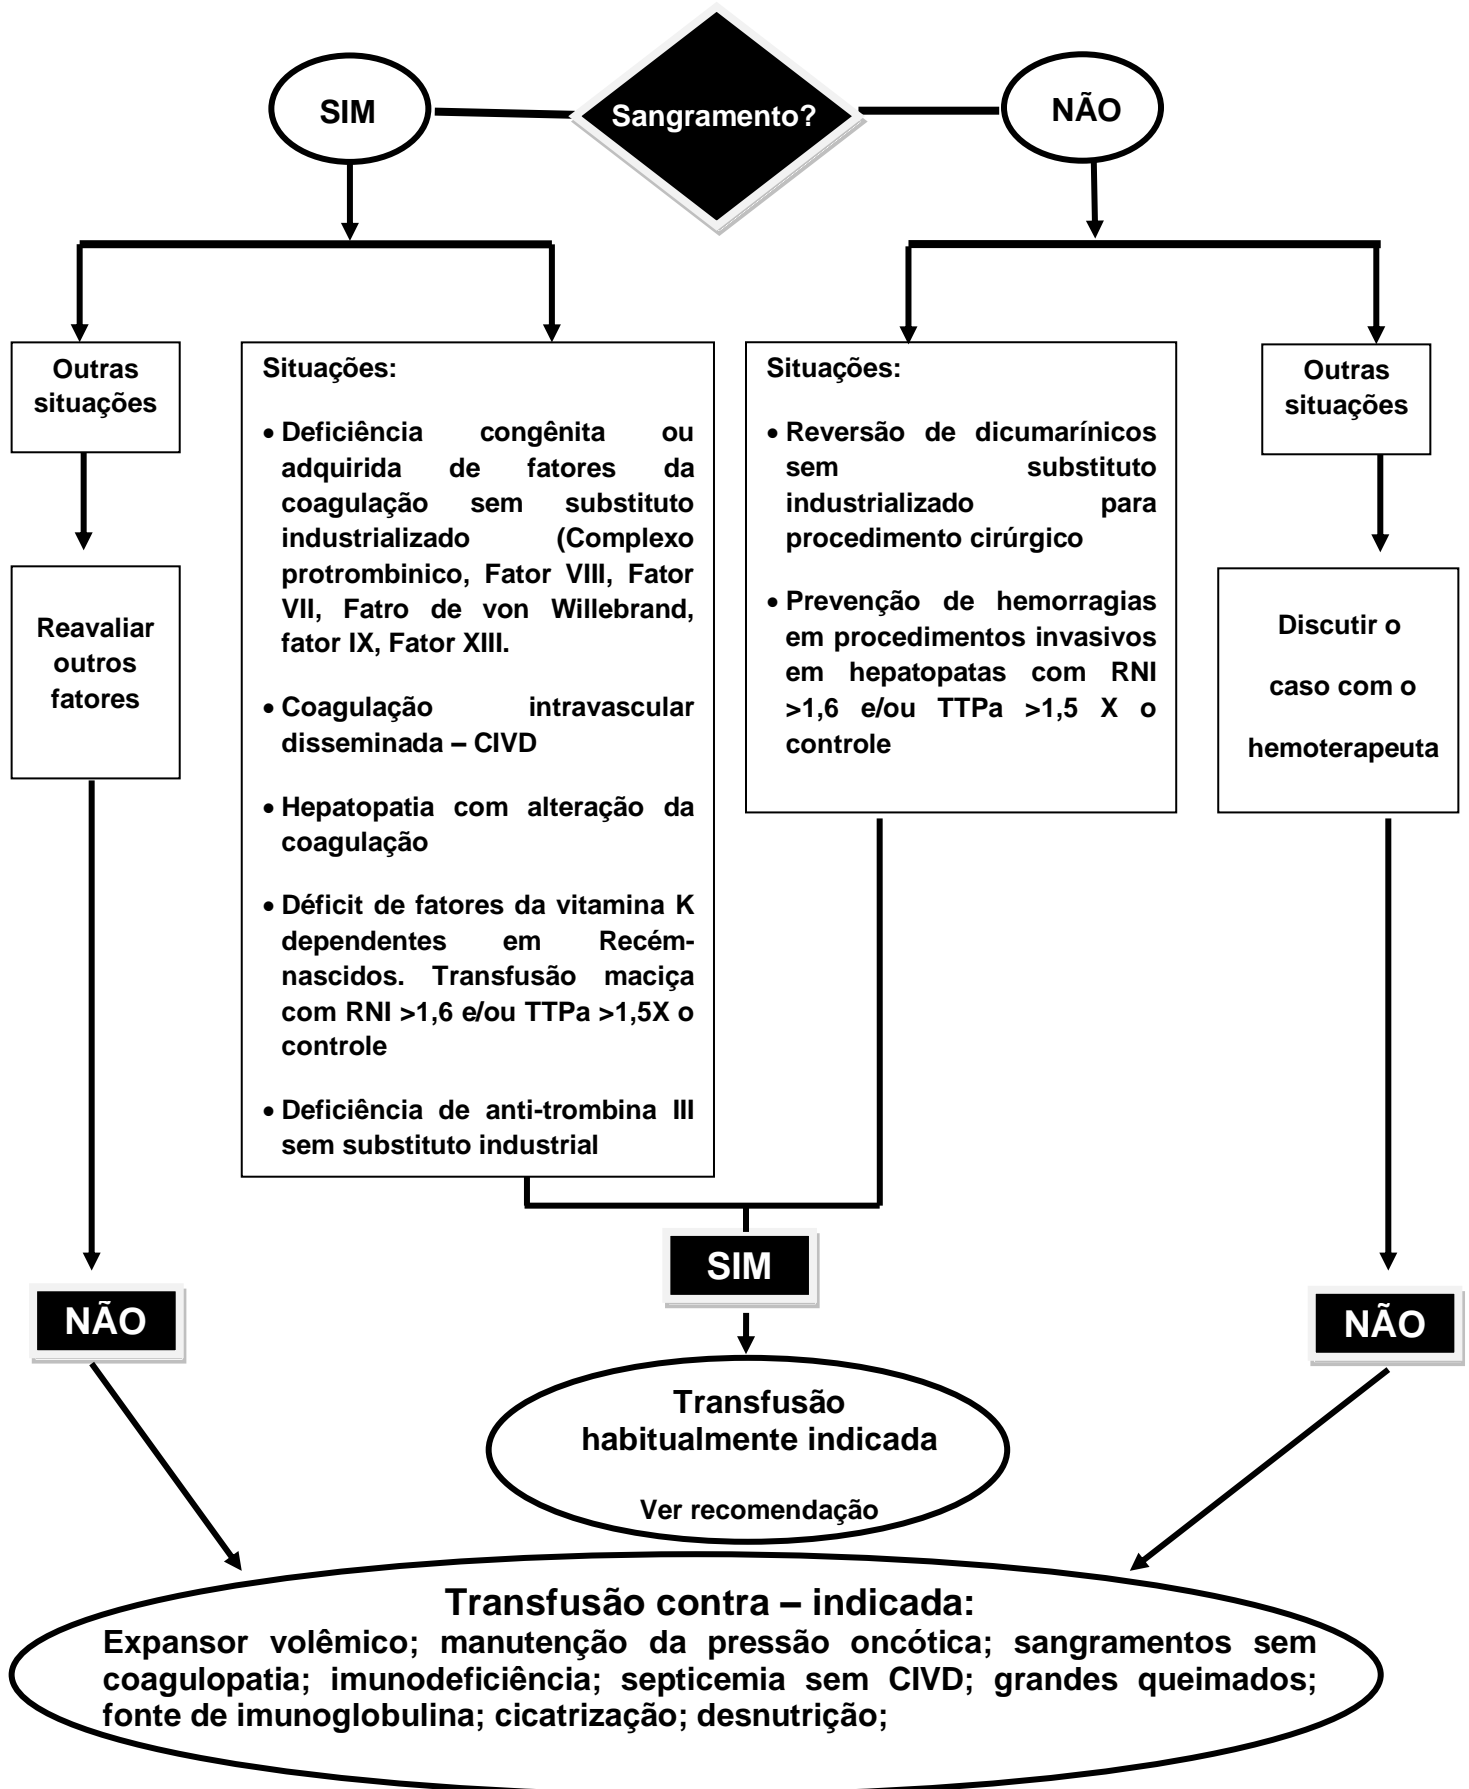 Sangramento?
SIM
NÃO
Outras
situações
Reavaliar
outros
fatores
Situações:
• Deficiência congênita ou
adquirida de fatores da
coagulação sem substituto
industrializado (Complexo
protrombinico, Fator VIII, Fator
VII, Fatro de von Willebrand,
fator IX, Fator XIII.
• Coagulação intravascular
disseminada – CIVD
• Hepatopatia com alteração da
coagulação
• Déficit de fatores da vitamina K
dependentes em Recém-
nascidos. Transfusão maciça
com RNI >1,6 e/ou TTPa >1,5X o
controle
• Deficiência de anti-trombina III
sem substituto industrial
Situações:
• Reversão de dicumarínicos
sem substituto
industrializado para
procedimento cirúrgico
• Prevenção de hemorragias
em procedimentos invasivos
em hepatopatas com RNI
>1,6 e/ou TTPa >1,5 X o
controle
Outras
situações
Discutir o
caso com o
hemoterapeuta
NÃO
SIM
NÃO
Transfusão
habitualmente indicada
Ver recomendação
Transfusão contra – indicada:
Expansor volêmico; manutenção da pressão oncótica; sangramentos sem
coagulopatia; imunodeficiência; septicemia sem CIVD; grandes queimados;
fonte de imunoglobulina; cicatrização; desnutrição;